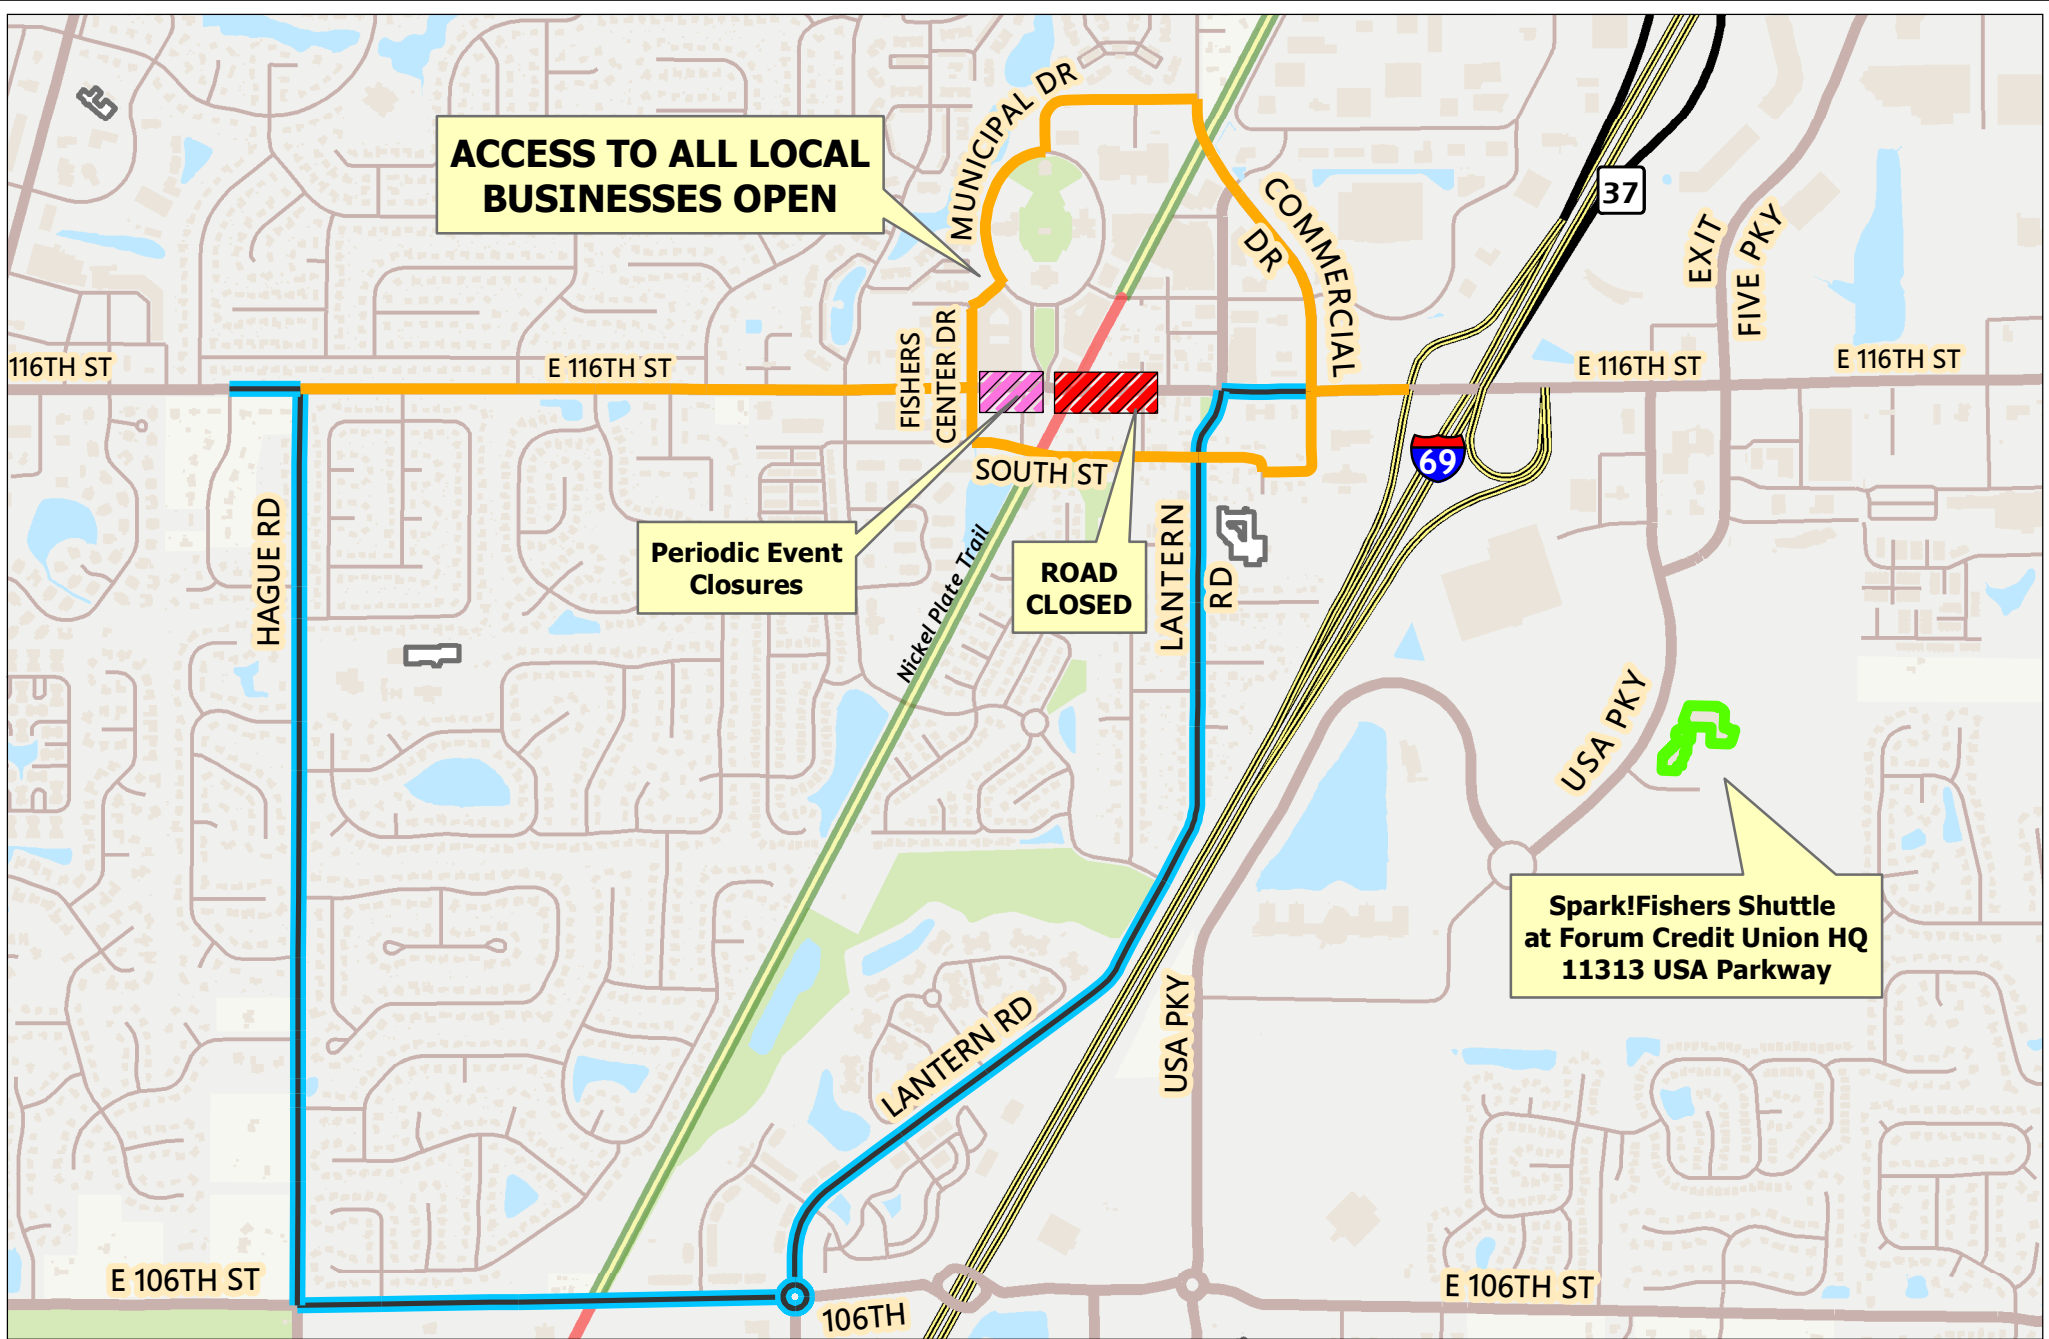 MUNICIPAL DR
ACCESS TO ALL LOCAL
BUSINESSES OPEN
37
COMMERCIAL
DR
EXIT
FIVE PKY
116TH ST
E 116TH ST
FISHERS
CENTER DR
E 116TH ST
E 116TH ST
69
SOUTH ST
HAGUE RD
Periodic Event
Closures
Nickel Plate Trail
ROAD
CLOSED
LANTERN
RD
USA PKY
Spark!Fishers Shuttle
at Forum Credit Union HQ
11313 USA Parkway
LANTERN RD
USA PKY
E 106TH ST
106TH
E 106TH ST